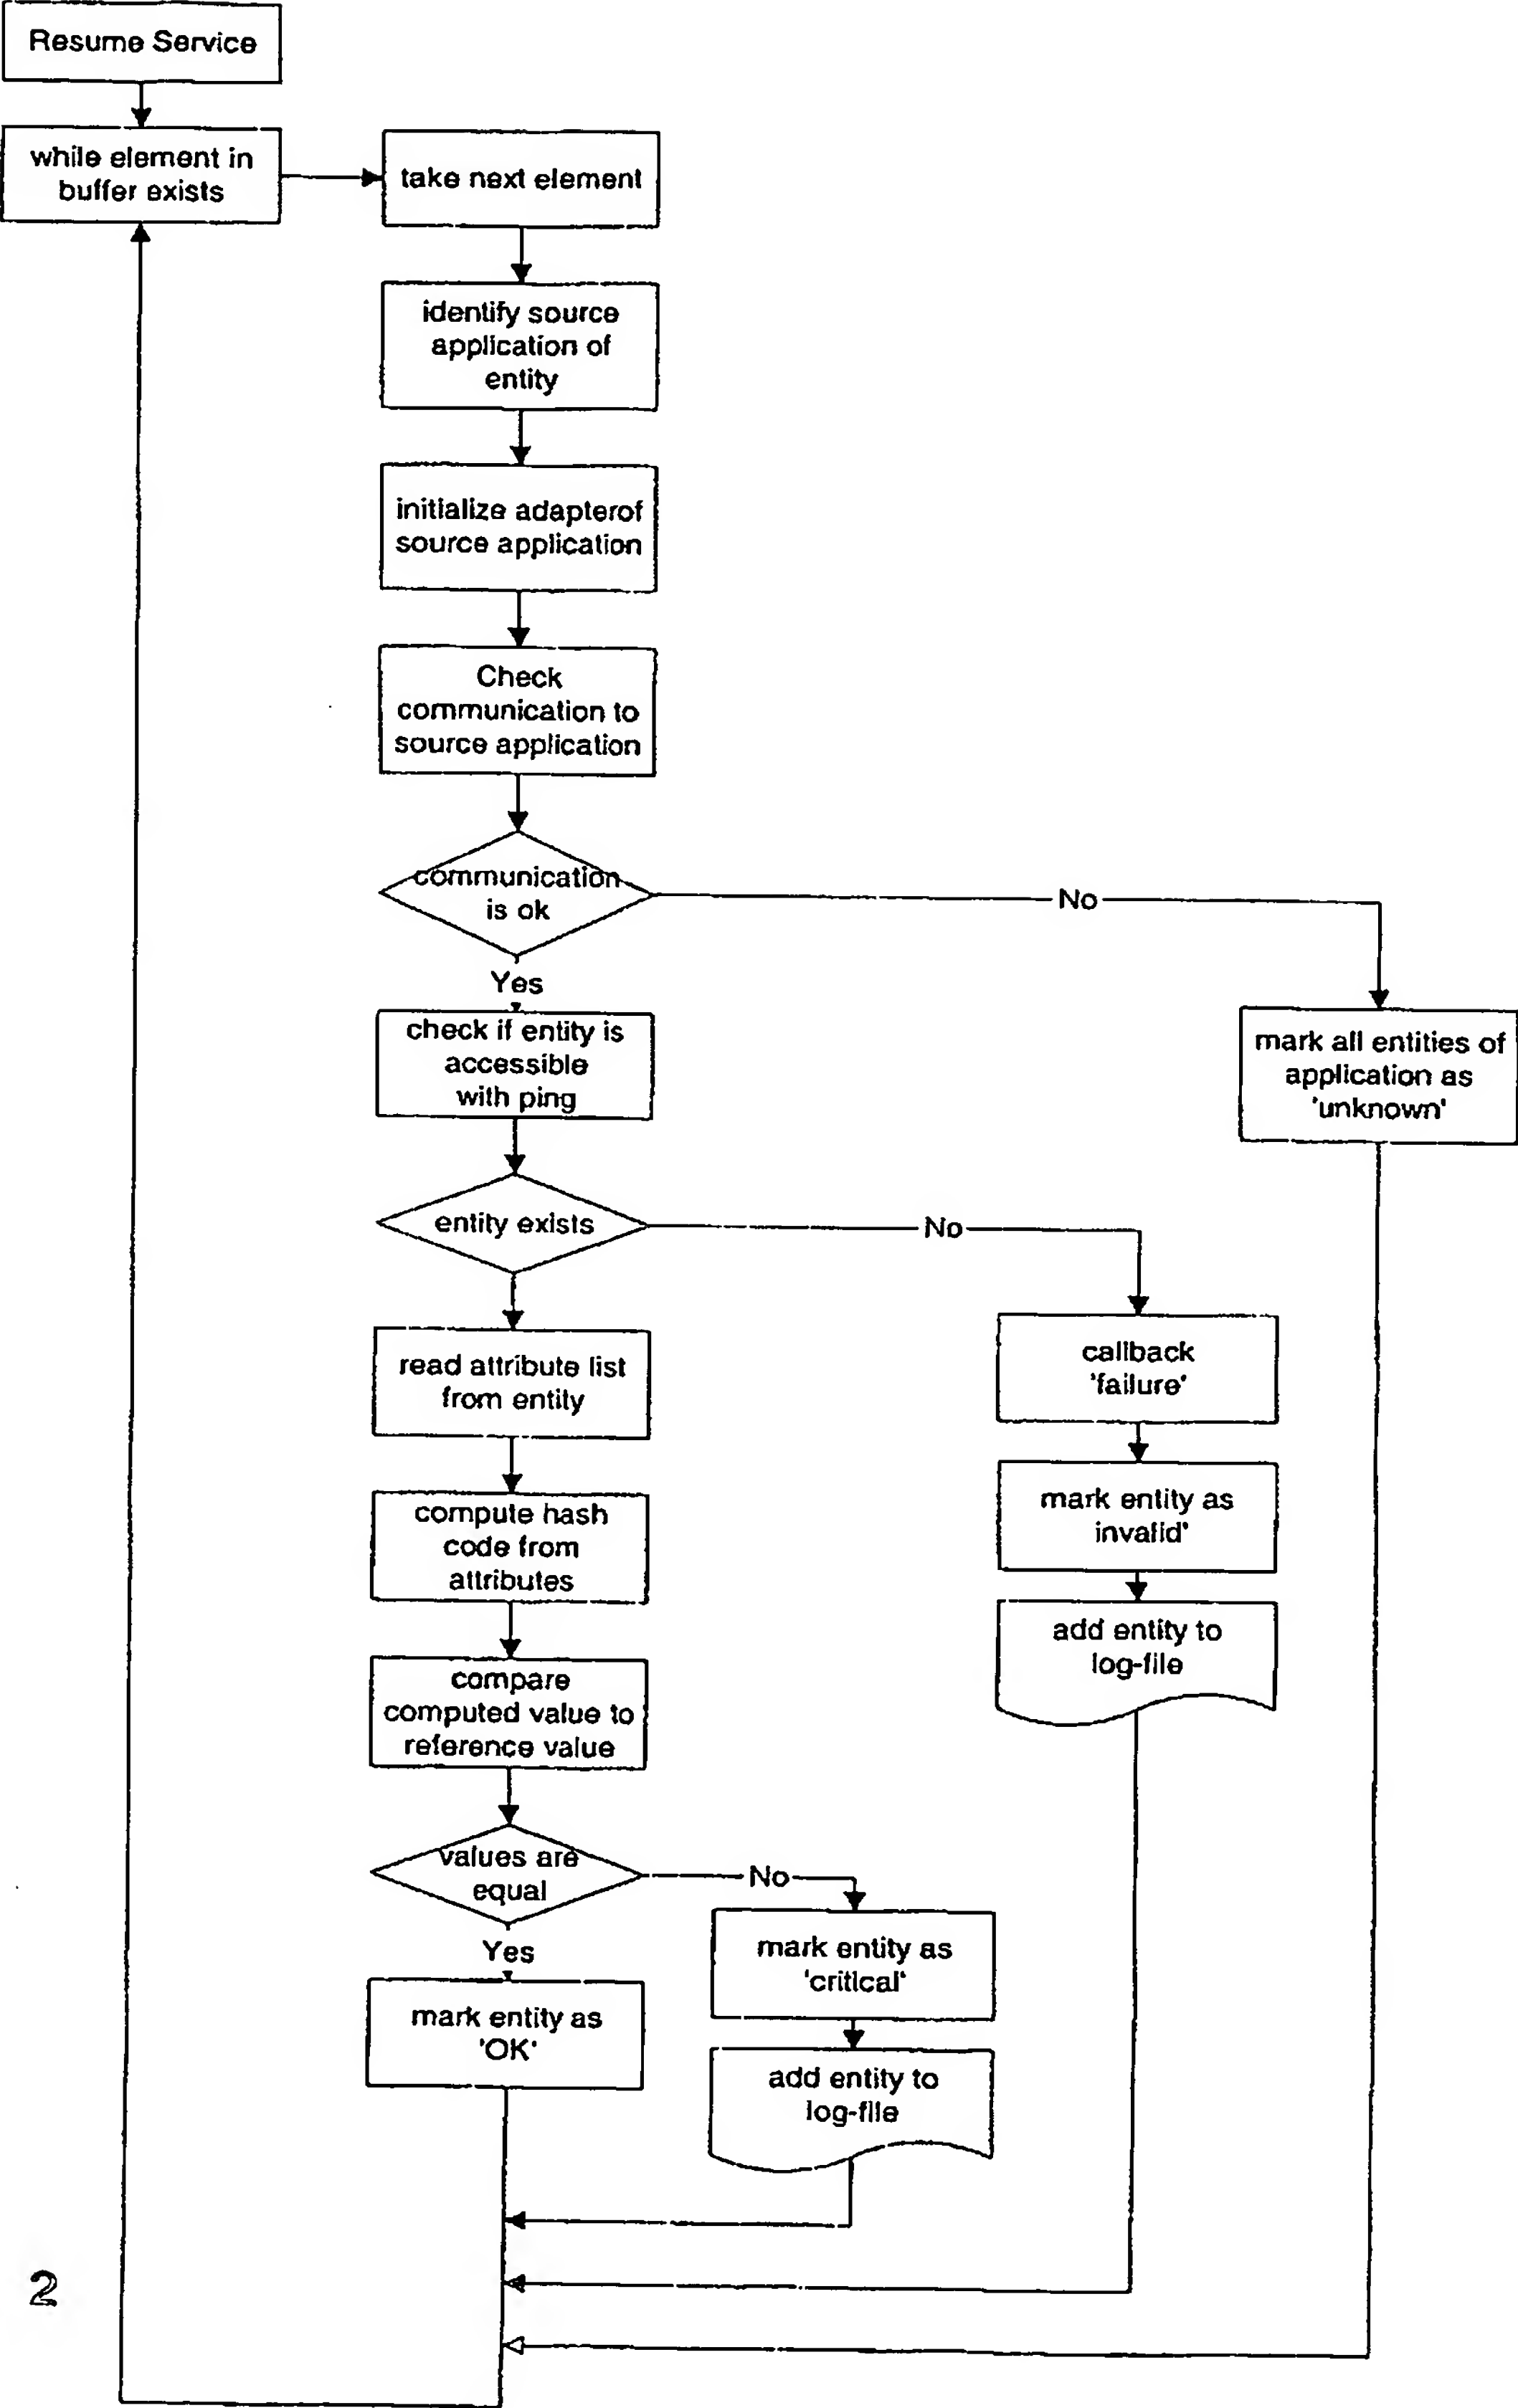 Resume Service
while element in
buffer exists
take next element
identify source
application of
entity
initialize adapterof
source application
Check
communication to
source application
communication
is ok
No
Yes
check if entity is
accessible
with ping
mark all entities of
application as
'unknown'
entity exists
No
read attribute list
from entity
callback
'failure'
compute hash
code from
attributes
mark entity as
invalid'
add entity to
log-file
compare
computed value to
reference value
values are
equal
No
Yes
mark entity as
'critical'
mark entity as
'OK'
add entity to
log-file
2